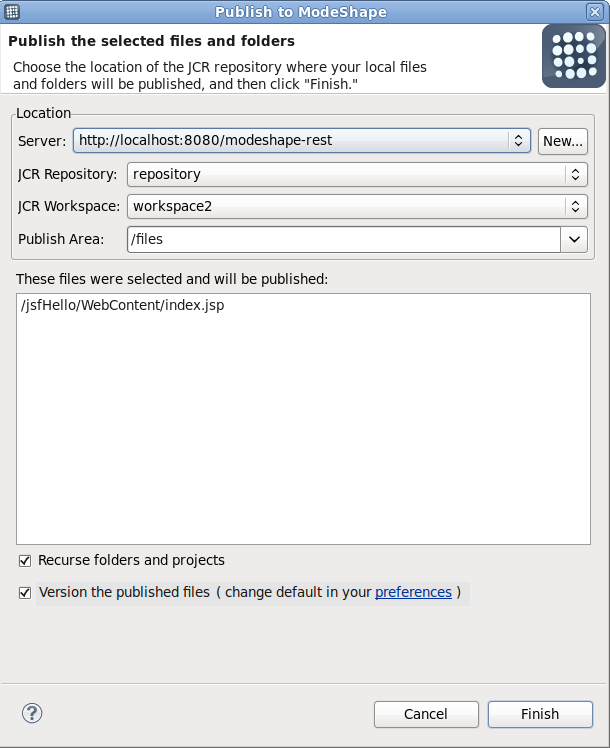 Publish to ModeShape
Publish the selected files and folders
Choose the location of the JCR repository where your local files
and folders will be published, and then click "Finish."
Location
Server: http://localhost:8080/modeshape-rest New...
JCR Repository: repository
JCR Workspace: workspace2
Publish Area: /files
These files were selected and will be published:
/jsfHello/WebContent/index.jsp
Recurse folders and projects
Version the published files ( change default in your preferences )
? Cancel Finish